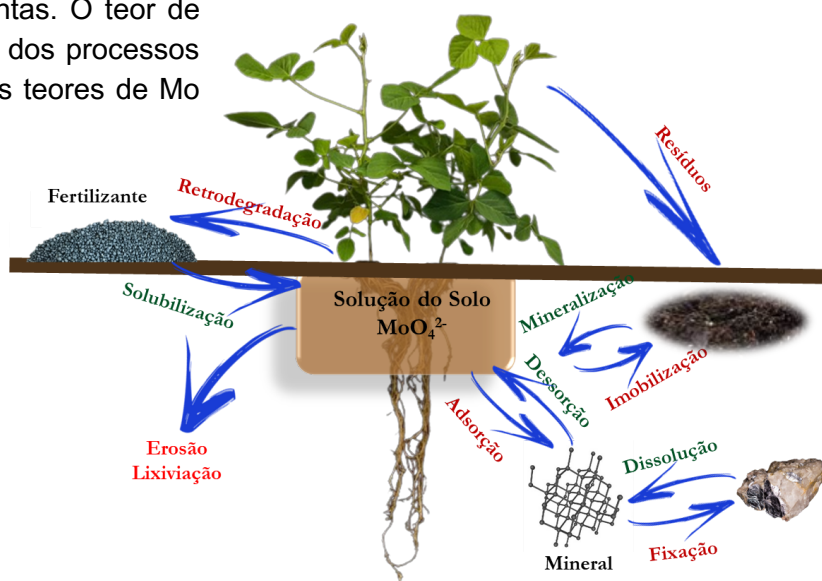 ntas. O teor de
dos processos
s teores de Mo
Resíduos
Fertilizante
Retrodegradação
Solubilização
Solução do Solo
MoO₄²⁻
Mineralização
Imobilização
Dessorção
Adsorção
Erosão
Lixiviação
Dissolução
Fixação
Mineral